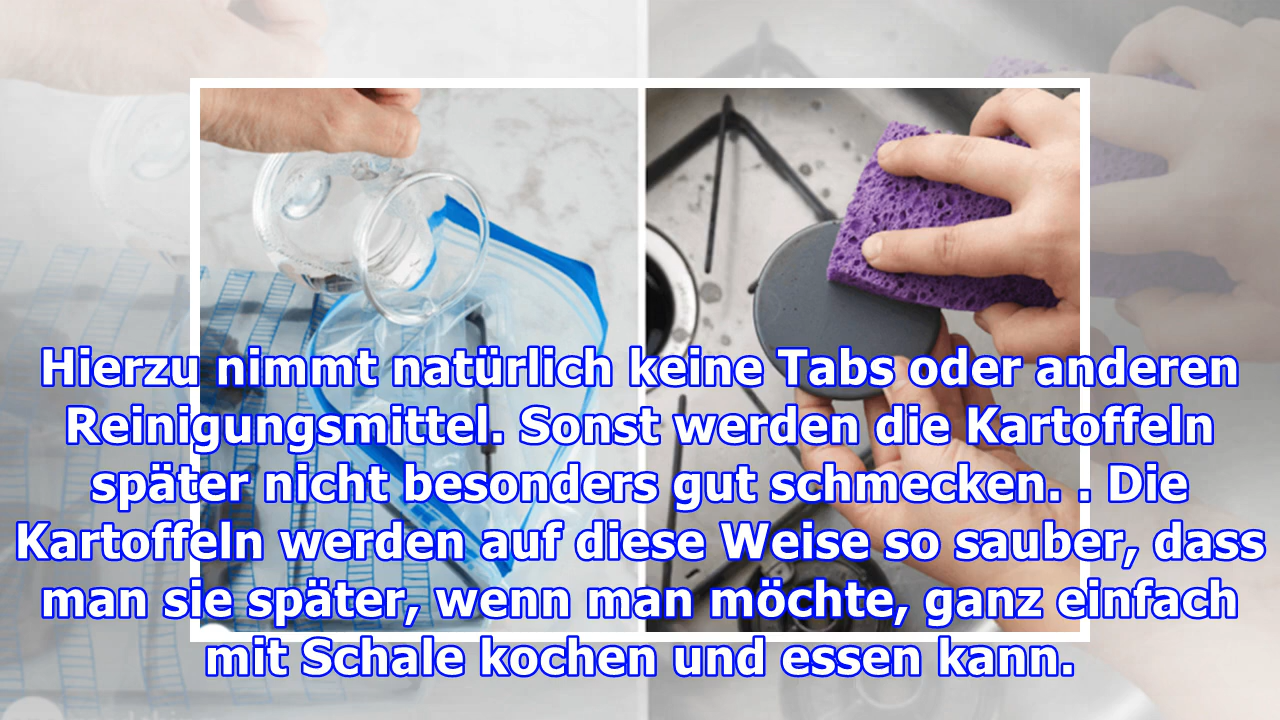 Hierzu nimmt natürlich keine Tabs oder anderen
Reinigungsmittel. Sonst werden die Kartoffeln
später nicht besonders gut schmecken. . Die
Kartoffeln werden auf diese Weise so sauber, dass
man sie später, wenn man möchte, ganz einfach
mit Schale kochen und essen kann.